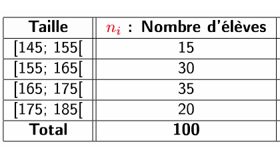 Taille n_i : Nombre d'élèves
[145; 155[ 15
[155; 165[ 30
[165; 175[ 35
[175; 185[ 20
Total 100